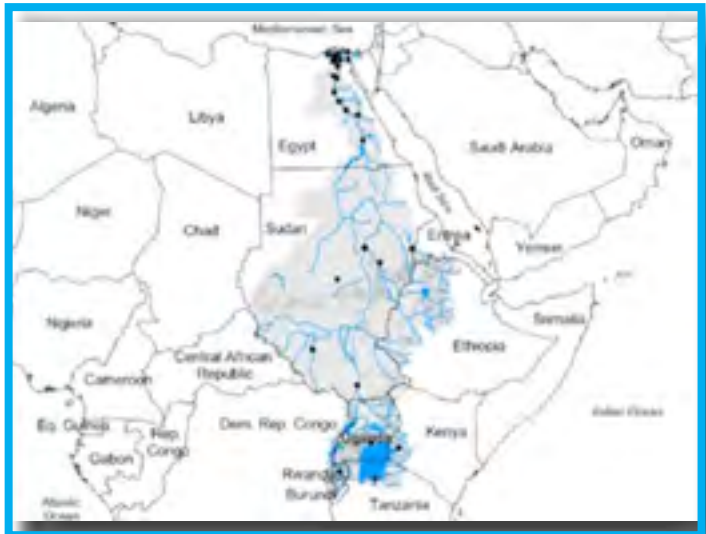 Mediterranean Sea
Algeria
Libya
Egypt
Saudi Arabia
Oman
Red Sea
Niger
Chad
Sudan
Eritrea
Yemen
Nigeria
Central African
Republic
Ethiopia
Somalia
Cameroon
Eq. Guinea
Rep.
Congo
Gabon
Dem. Rep. Congo
Uganda
Kenya
Indian Ocean
Rwanda
Burundi
Tanzania
Atlantic
Ocean